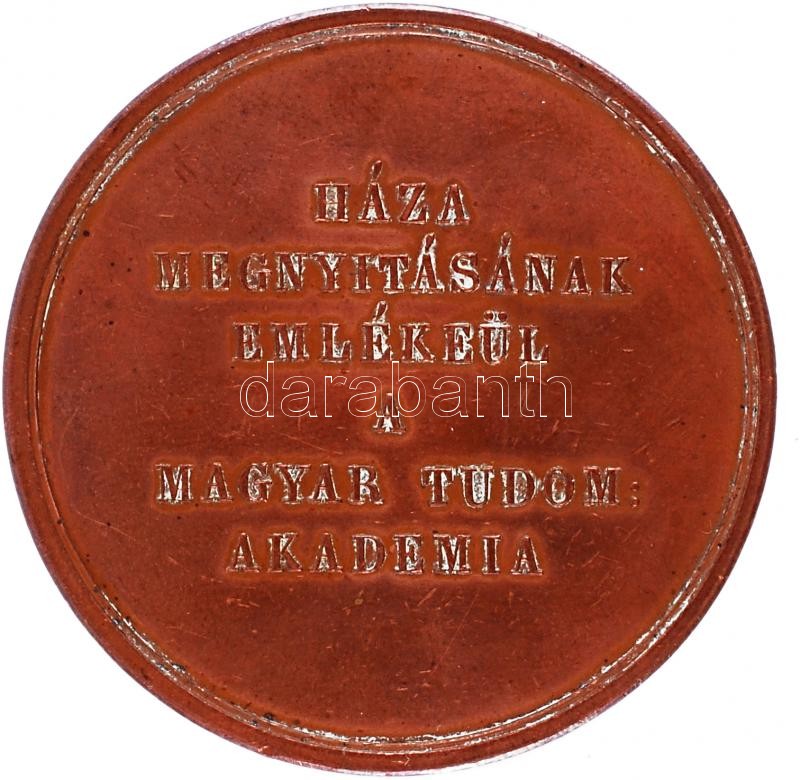 HÁZA
MEGNYITÁSÁNAK
EMLÉKEÜL
darabanth
A
MAGYAR TUDOM:
AKADEMIA